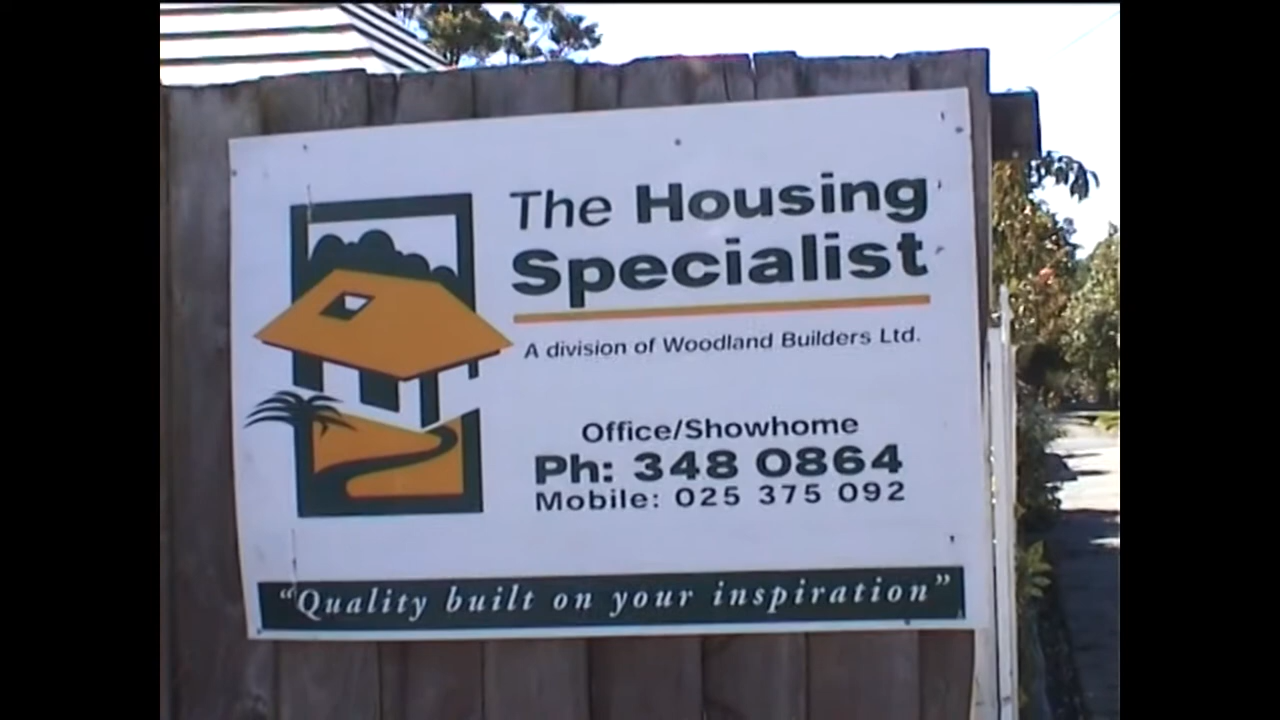 The Housing
Specialist
A division of Woodland Builders Ltd.
Office/Showhome
Ph: 348 0864
Mobile: 025 375 092
“Quality built on your inspiration”